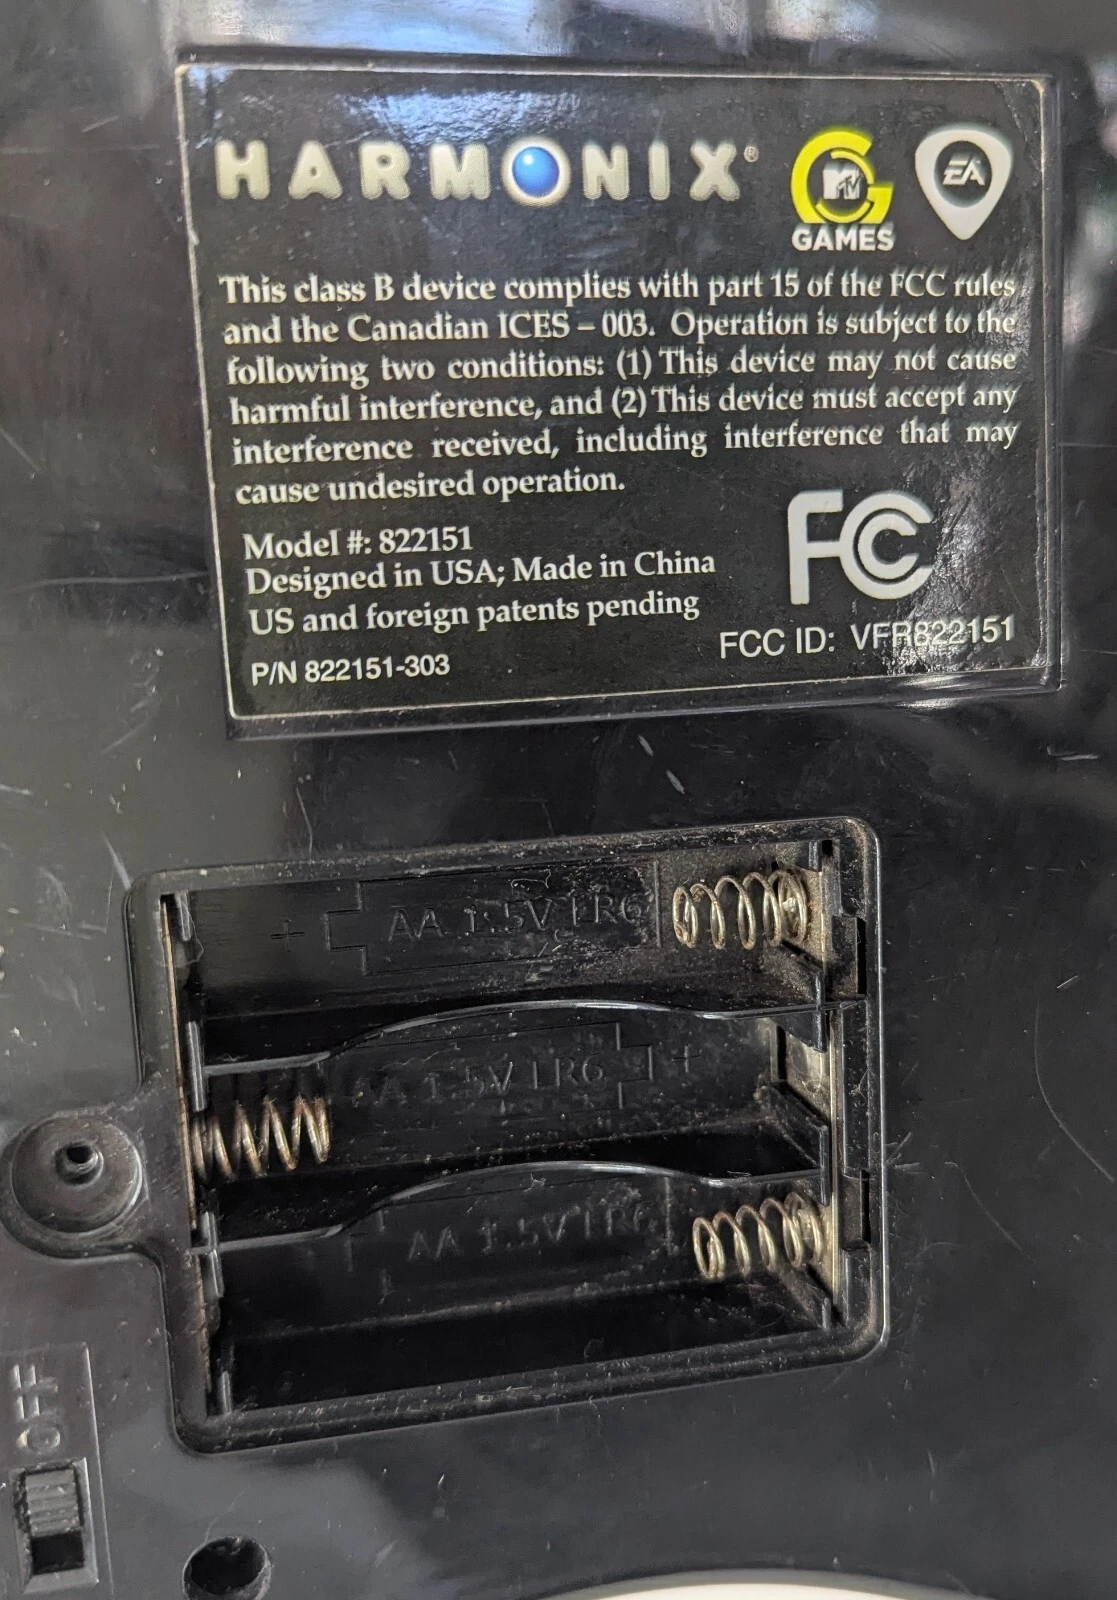 HARMONIX®
MTV
GAMES
EA
This class B device complies with part 15 of the FCC rules
and the Canadian ICES – 003. Operation is subject to the
following two conditions: (1) This device may not cause
harmful interference, and (2) This device must accept any
interference received, including interference that may
cause undesired operation.
FC
Model #: 822151
Designed in USA; Made in China
US and foreign patents pending
FCC ID: VFR822151
P/N 822151-303
+ AA 1.5V LR6
AA 1.5V LR6 +
AA 1.5V LR6
OFF